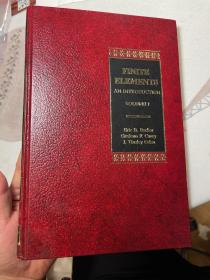 FINITE
ELEMENTS
AN INTRODUCTION
VOLUME I
Eric B. Becker
Graham F. Carey
J. Tinsley Oden